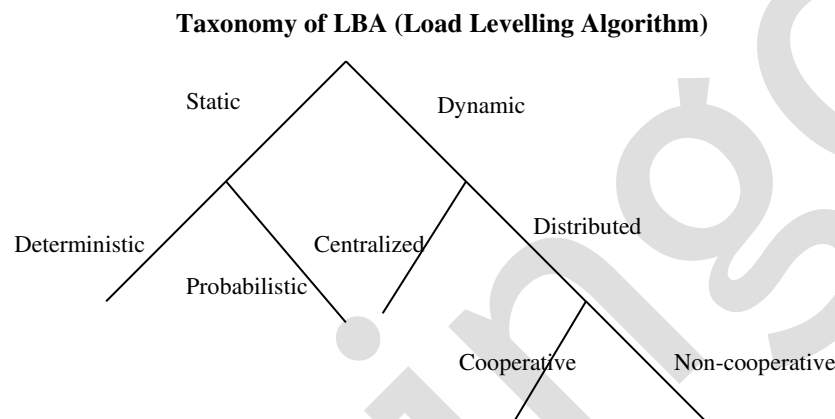 Taxonomy of LBA (Load Levelling Algorithm)
Static
Dynamic
Distributed
Deterministic
Centralized
Probabilistic
Cooperative
Non-cooperative